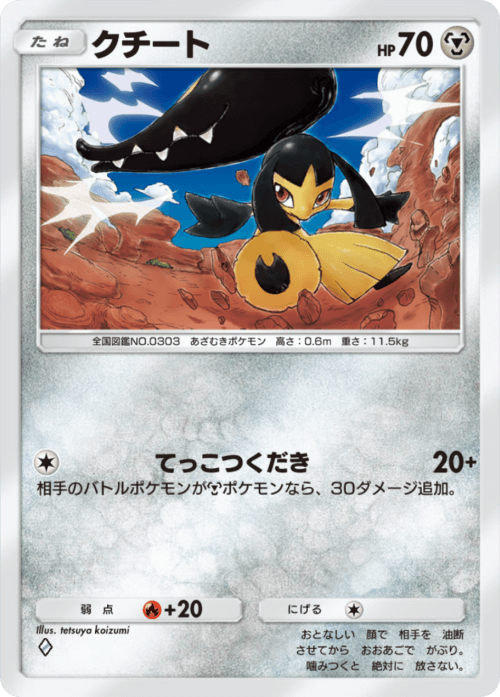 たね クチート HP70
全国図鑑NO.0303 あざむきポケモン 高さ：0.6m 重さ：11.5kg
てっこつくだき 20+
相手のバトルポケモンがポケモンなら、30ダメージ追加。
弱点 +20 にげる
Illus. tetsuya koizumi
おとなしい 顔で 相手を 油断
させてから おおあごで がぶり。
噛みつくと 絶対に 放さない。